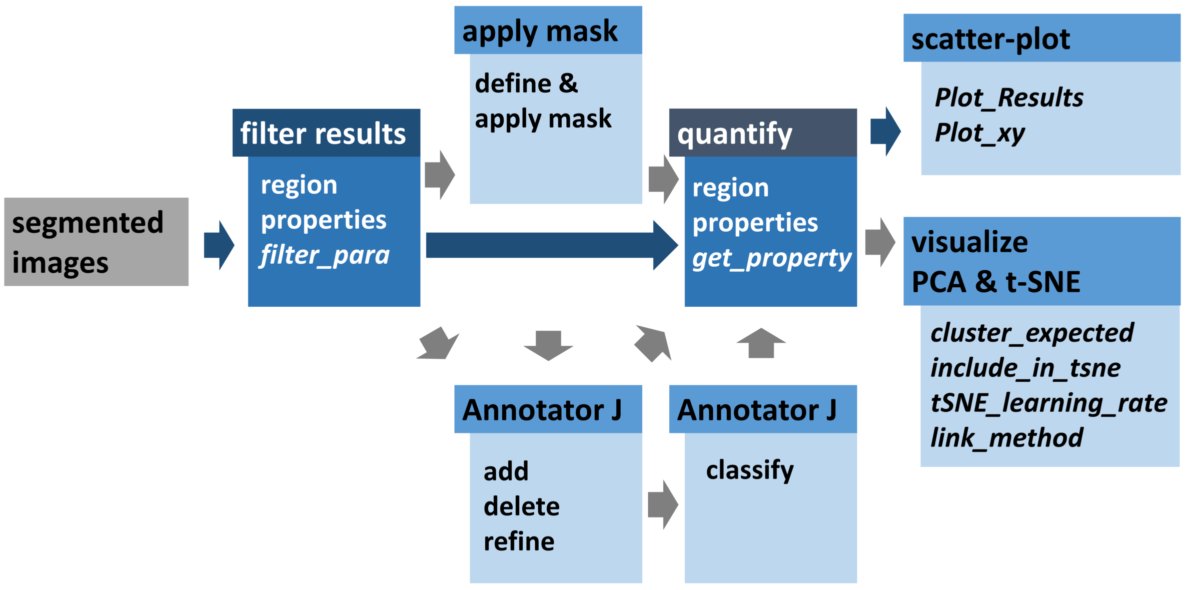 segmented
images
filter results
region
properties
filter_para
apply mask
define &
apply mask
quantify
region
properties
get_property
scatter-plot
Plot_Results
Plot_xy
visualize
PCA & t-SNE
cluster_expected
include_in_tsne
tSNE_learning_rate
link_method
Annotator J
add
delete
refine
Annotator J
classify